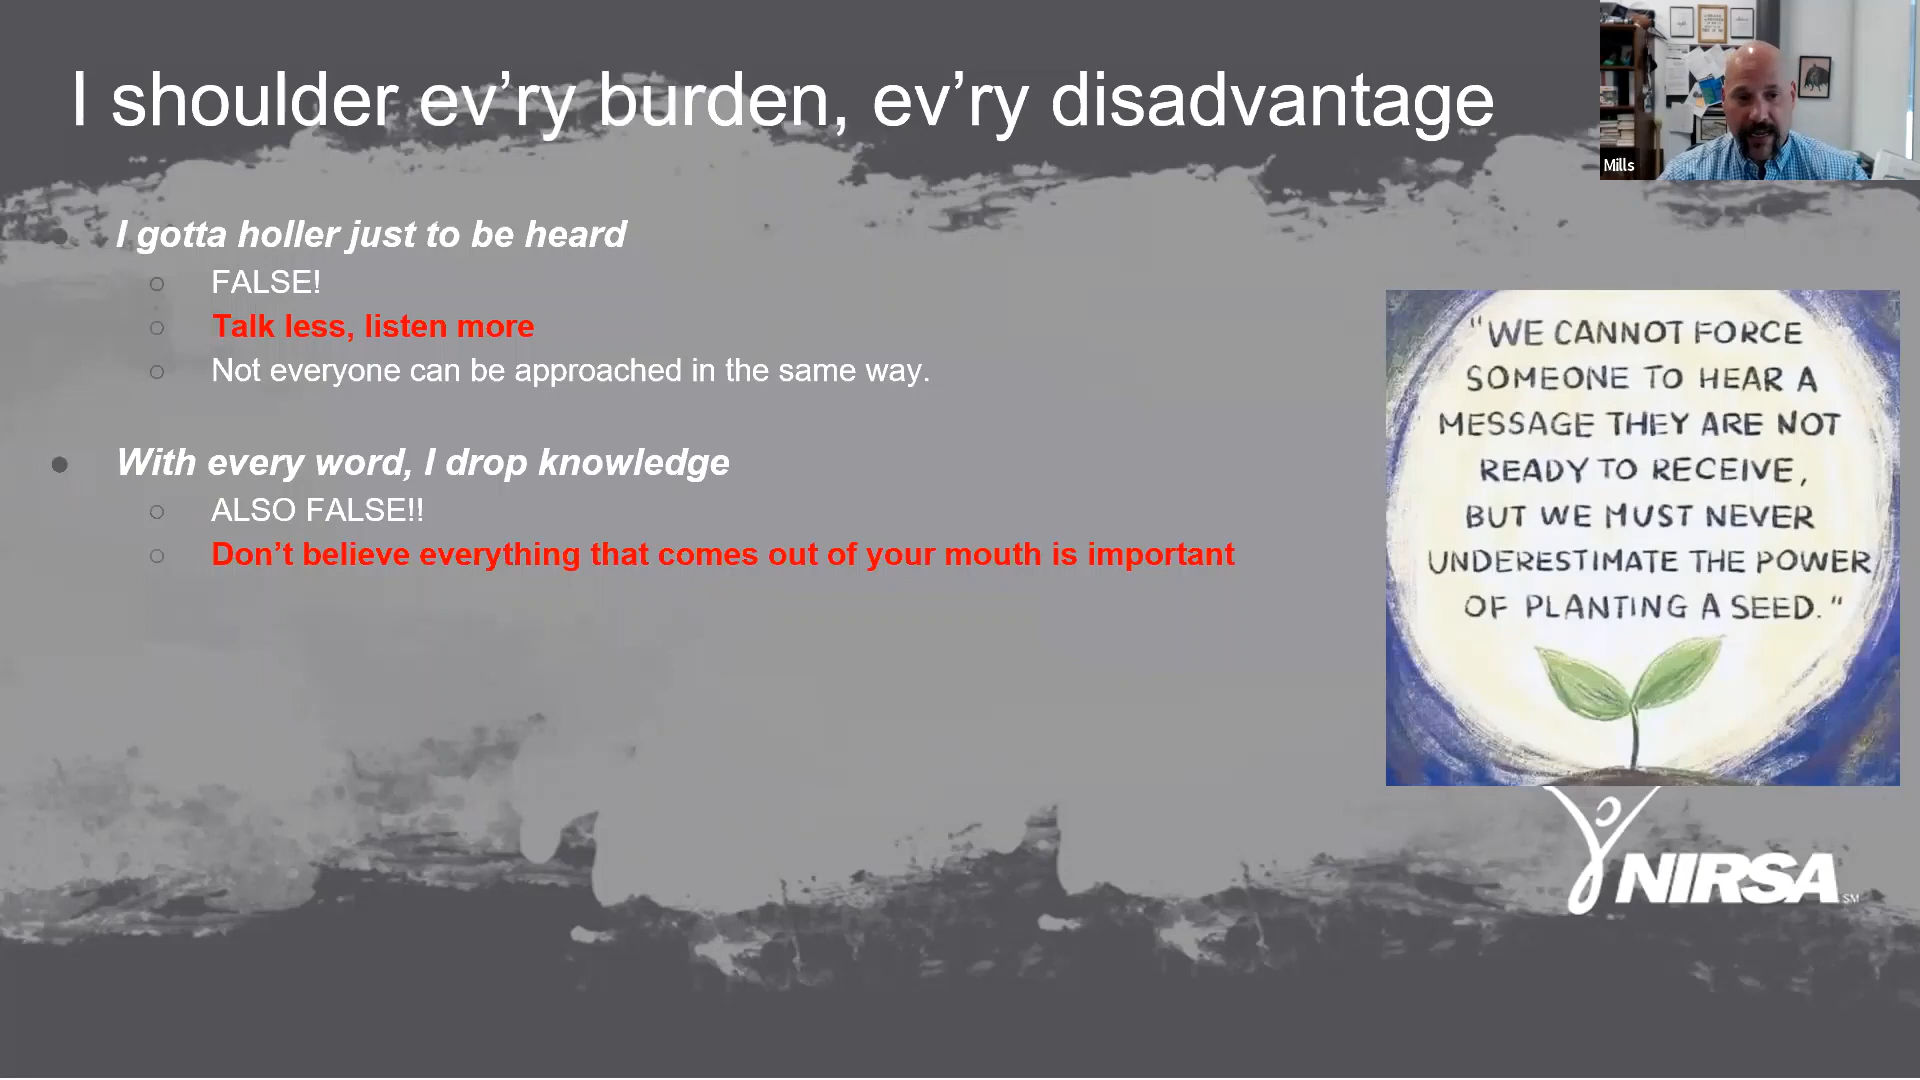 I shoulder ev’ry burden, ev’ry disadvantage
Mills
I gotta holler just to be heard
FALSE!
Talk less, listen more
Not everyone can be approached in the same way.
With every word, I drop knowledge
ALSO FALSE!!
Don’t believe everything that comes out of your mouth is important
"WE CANNOT FORCE
SOMEONE TO HEAR A
MESSAGE THEY ARE NOT
READY TO RECEIVE,
BUT WE MUST NEVER
UNDERESTIMATE THE POWER
OF PLANTING A SEED."
NIRSA SM